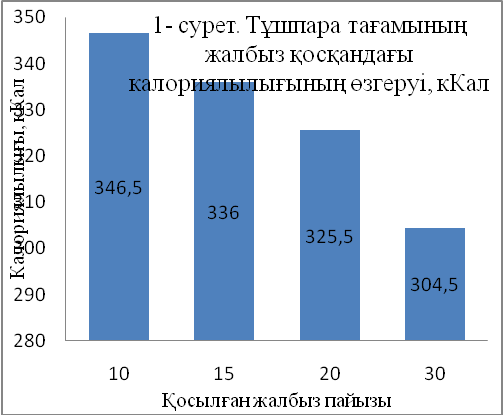 1- сурет. Тұшпара тағамының
жалбыз қосқандағы
калориялылығының өзгеруі, кКал
Калориялылығы, кКал
350
340
330
320
310
300
290
280
346,5
336
325,5
304,5
10 15 20 30
Қосылған жалбыз пайызы